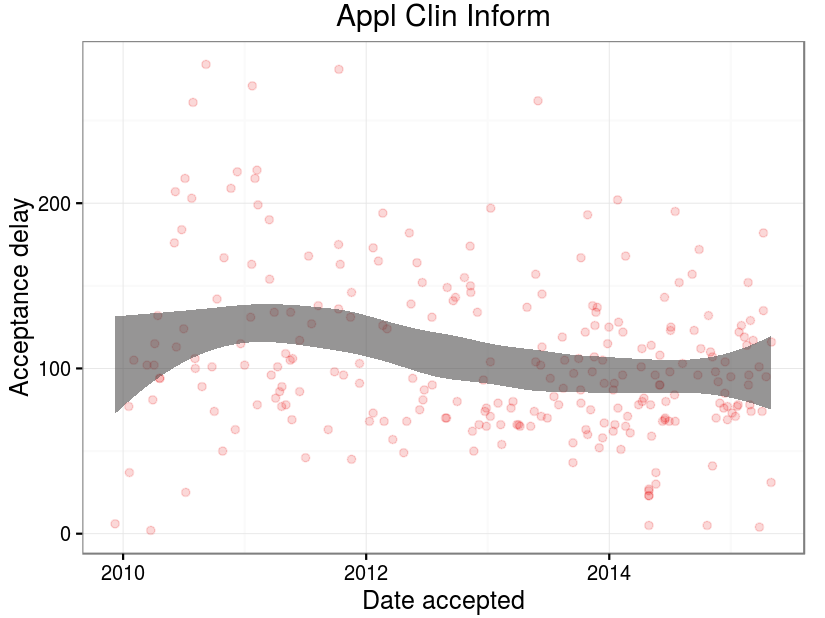 Appl Clin Inform
Acceptance delay
200
100
0
2010 2012 2014
Date accepted